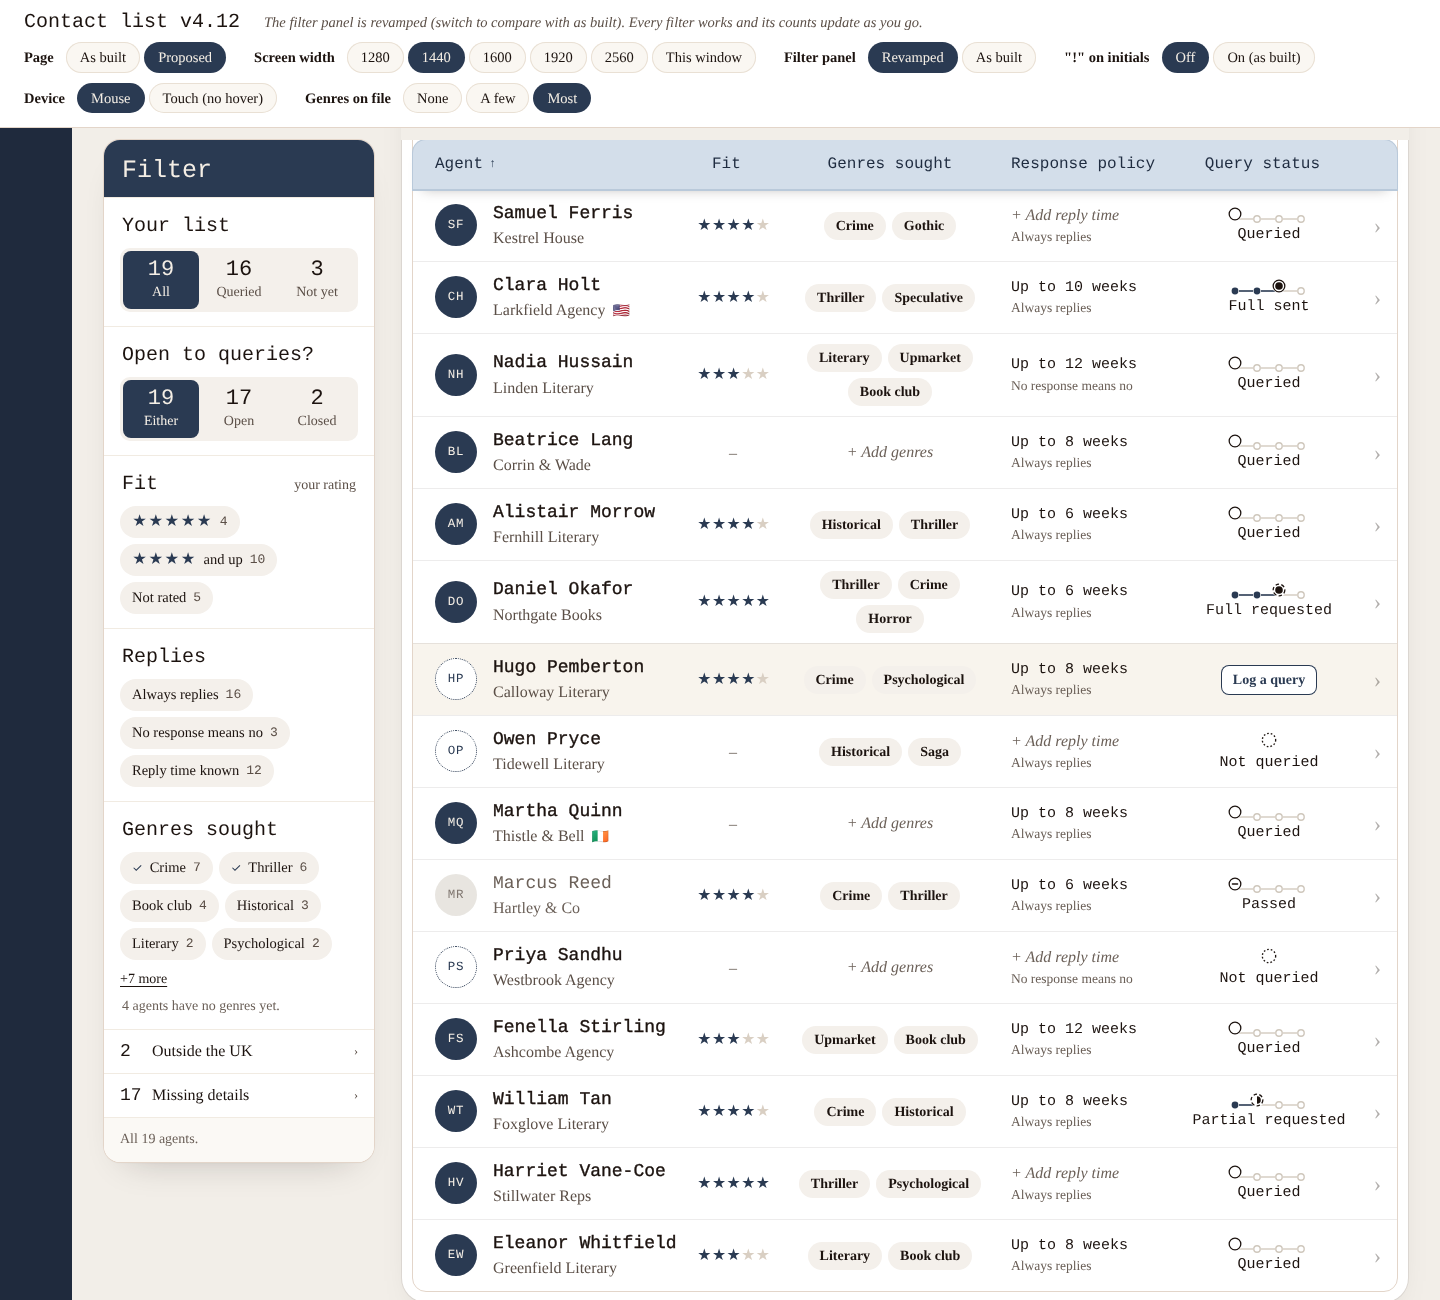 Contact list v4.12 The filter panel is revamped (switch to compare with as built). Every filter works and its counts update as you go.
Page As built Proposed Screen width 1280 1440 1600 1920 2560 This window Filter panel Revamped As built "!" on initials Off On (as built)
Device Mouse Touch (no hover) Genres on file None A few Most
Filter
Your list
19 16 3
All Queried Not yet
Open to queries?
19 17 2
Either Open Closed
Fit your rating
★★★★★ 4
★★★★ and up 10
Not rated 5
Replies
Always replies 16
No response means no 3
Reply time known 12
Genres sought
✓ Crime 7 ✓ Thriller 6
Book club 4 Historical 3
Literary 2 Psychological 2
+7 more
4 agents have no genres yet.
2 Outside the UK ›
17 Missing details ›
All 19 agents.
Agent ↑ Fit Genres sought Response policy Query status
SF Samuel Ferris ★★★★★ Crime Gothic + Add reply time Queried ›
Kestrel House Always replies
CH Clara Holt ★★★★★ Thriller Speculative Up to 10 weeks Full sent ›
Larkfield Agency 🇺🇸 Always replies
NH Nadia Hussain ★★★★★ Literary Upmarket Up to 12 weeks Queried ›
Linden Literary Book club No response means no
BL Beatrice Lang – + Add genres Up to 8 weeks Queried ›
Corrin & Wade Always replies
AM Alistair Morrow ★★★★★ Historical Thriller Up to 6 weeks Queried ›
Fernhill Literary Always replies
DO Daniel Okafor ★★★★★ Thriller Crime Up to 6 weeks Full requested ›
Northgate Books Horror Always replies
HP Hugo Pemberton ★★★★★ Crime Psychological Up to 8 weeks Log a query ›
Calloway Literary Always replies
OP Owen Pryce – Historical Saga + Add reply time Not queried ›
Tidewell Literary Always replies
MQ Martha Quinn – + Add genres Up to 8 weeks Queried ›
Thistle & Bell 🇮🇪 Always replies
MR Marcus Reed ★★★★★ Crime Thriller Up to 6 weeks Passed ›
Hartley & Co Always replies
PS Priya Sandhu – + Add genres + Add reply time Not queried ›
Westbrook Agency No response means no
FS Fenella Stirling ★★★★★ Upmarket Book club Up to 12 weeks Queried ›
Ashcombe Agency Always replies
WT William Tan ★★★★★ Crime Historical Up to 8 weeks Partial requested ›
Foxglove Literary Always replies
HV Harriet Vane-Coe ★★★★★ Thriller Psychological + Add reply time Queried ›
Stillwater Reps Always replies
EW Eleanor Whitfield ★★★★★ Literary Book club Up to 8 weeks Queried ›
Greenfield Literary Always replies